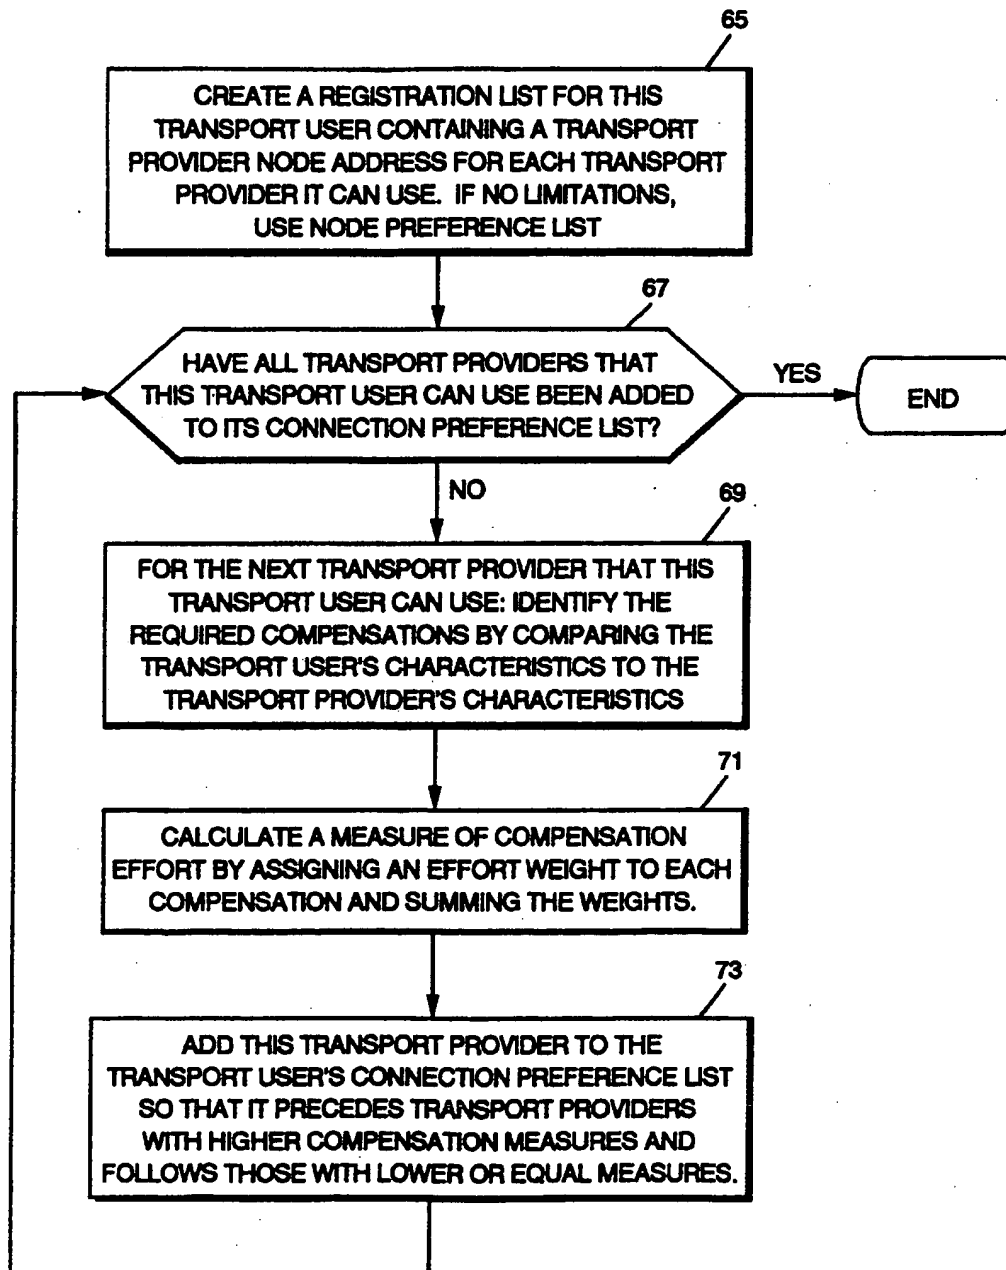 65
CREATE A REGISTRATION LIST FOR THIS
TRANSPORT USER CONTAINING A TRANSPORT
PROVIDER NODE ADDRESS FOR EACH TRANSPORT
PROVIDER IT CAN USE. IF NO LIMITATIONS,
USE NODE PREFERENCE LIST
67
HAVE ALL TRANSPORT PROVIDERS THAT
THIS TRANSPORT USER CAN USE BEEN ADDED
TO ITS CONNECTION PREFERENCE LIST?
YES
END
NO
69
FOR THE NEXT TRANSPORT PROVIDER THAT THIS
TRANSPORT USER CAN USE: IDENTIFY THE
REQUIRED COMPENSATIONS BY COMPARING THE
TRANSPORT USER'S CHARACTERISTICS TO THE
TRANSPORT PROVIDER'S CHARACTERISTICS
71
CALCULATE A MEASURE OF COMPENSATION
EFFORT BY ASSIGNING AN EFFORT WEIGHT TO EACH
COMPENSATION AND SUMMING THE WEIGHTS.
73
ADD THIS TRANSPORT PROVIDER TO THE
TRANSPORT USER'S CONNECTION PREFERENCE LIST
SO THAT IT PRECEDES TRANSPORT PROVIDERS
WITH HIGHER COMPENSATION MEASURES AND
FOLLOWS THOSE WITH LOWER OR EQUAL MEASURES.